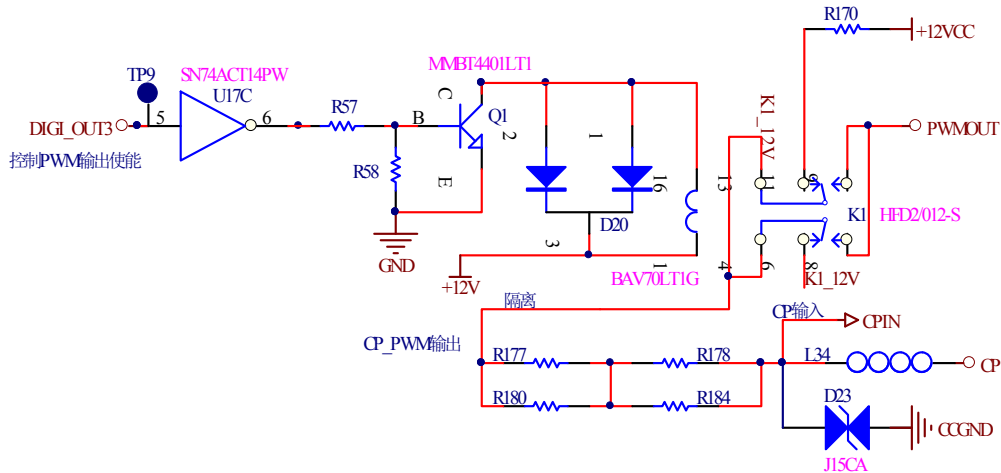 R170
+12VCC
TP9
SN74ACT14PW
U17C
MMBT4401LT1
DIGI_OUT3
5
6
R57
B
C
Q1
2
1
K1_12V
PWMOUT
控制PWM输出使能
R58
E
16
13
11
9
K1
HFD2/012-S
GND
D20
3
+12V
1
BAV70LT1G
4
6
8
K1_12V
隔离
CP输入
CPIN
CP_PWM输出
R177
R178
L34
CP
R180
R184
D23
CCGND
J15CA